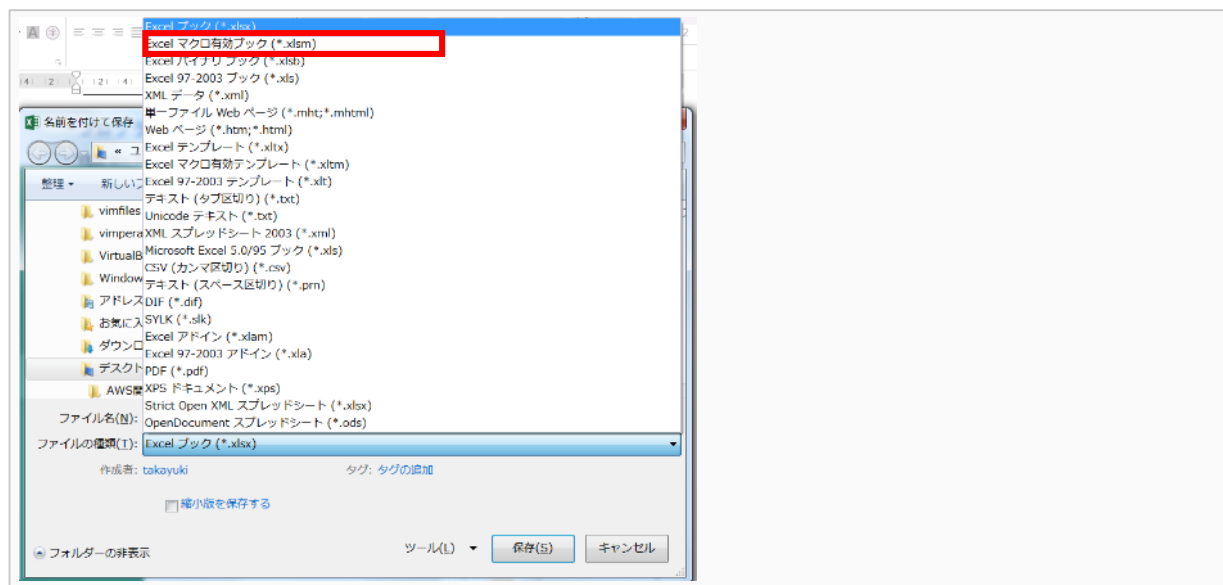 A
Excel ブック (*.xlsx)
Excel マクロ有効ブック (*.xlsm)
Excel バイナリ ブック (*.xlsb)
Excel 97-2003 ブック (*.xls)
XML データ (*.xml)
単一ファイル Web ページ (*.mht;*.mhtml)
Web ページ (*.htm;*.html)
Excel テンプレート (*.xltx)
Excel マクロ有効テンプレート (*.xltm)
Excel 97-2003 テンプレート (*.xlt)
テキスト (タブ区切り) (*.txt)
Unicode テキスト (*.txt)
XML スプレッドシート 2003 (*.xml)
Microsoft Excel 5.0/95 ブック (*.xls)
CSV (カンマ区切り) (*.csv)
テキスト (スペース区切り) (*.prn)
DIF (*.dif)
SYLK (*.slk)
Excel アドイン (*.xlam)
Excel 97-2003 アドイン (*.xla)
PDF (*.pdf)
XPS ドキュメント (*.xps)
Strict Open XML スプレッドシート (*.xlsx)
OpenDocument スプレッドシート (*.ods)
|4| |2| |2| |4|
名前を付けて保存
« ユ
整理 新しいフ
vimfiles
vimpera
VirtualB
Window
アドレス
お気に入
ダウンロ
デスクト
AWS開
ファイル名(N):
ファイルの種類(T): Excel ブック (*.xlsx)
作成者: takayuki タグ: タグの追加
縮小版を保存する
フォルダーの非表示 ツール(L) 保存(S) キャンセル